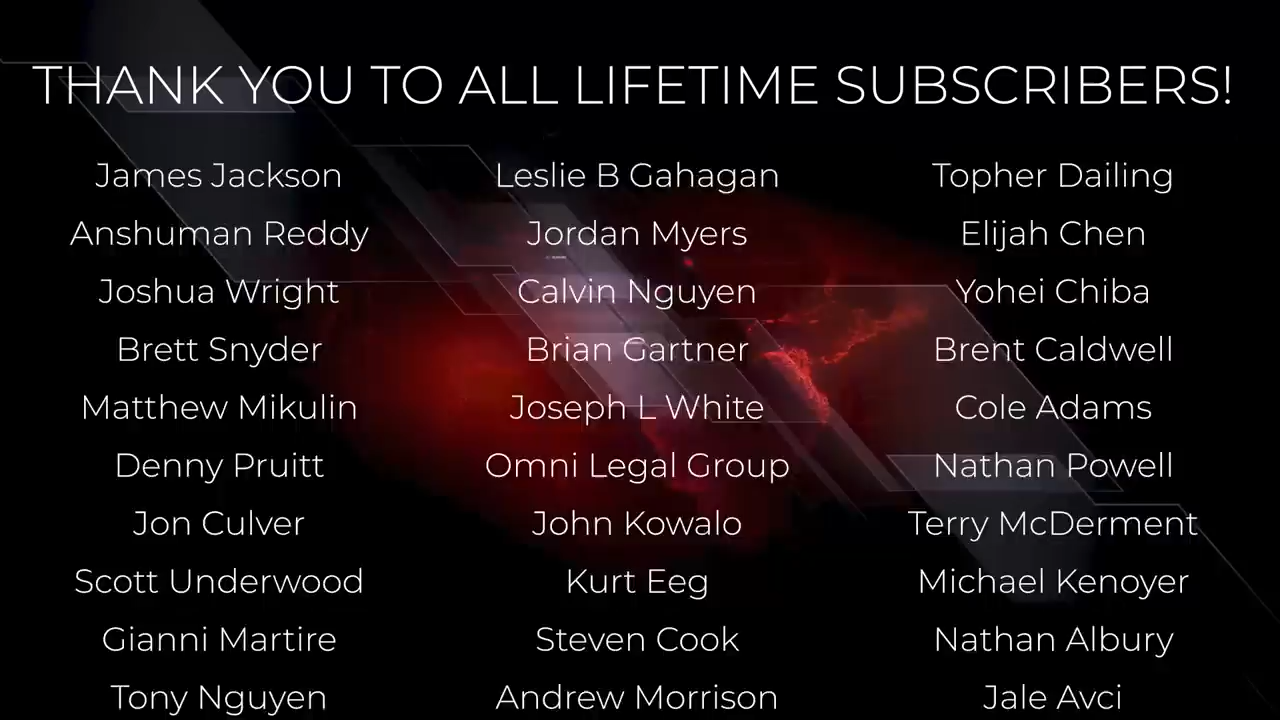 THANK YOU TO ALL LIFETIME SUBSCRIBERS!
James Jackson Leslie B Gahagan Topher Dailing
Anshuman Reddy Jordan Myers Elijah Chen
Joshua Wright Calvin Nguyen Yohei Chiba
Brett Snyder Brian Gartner Brent Caldwell
Matthew Mikulin Joseph L White Cole Adams
Denny Pruitt Omni Legal Group Nathan Powell
Jon Culver John Kowalo Terry McDerment
Scott Underwood Kurt Eeg Michael Kenoyer
Gianni Martire Steven Cook Nathan Albury
Tony Nguyen Andrew Morrison Jale Avci